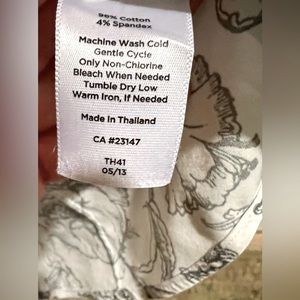 96% Cotton
4% Spandex
Machine Wash Cold
Gentle Cycle
Only Non-Chlorine
Bleach When Needed
Tumble Dry Low
Warm Iron, If Needed
Made In Thailand
CA #23147
TH41
05/13